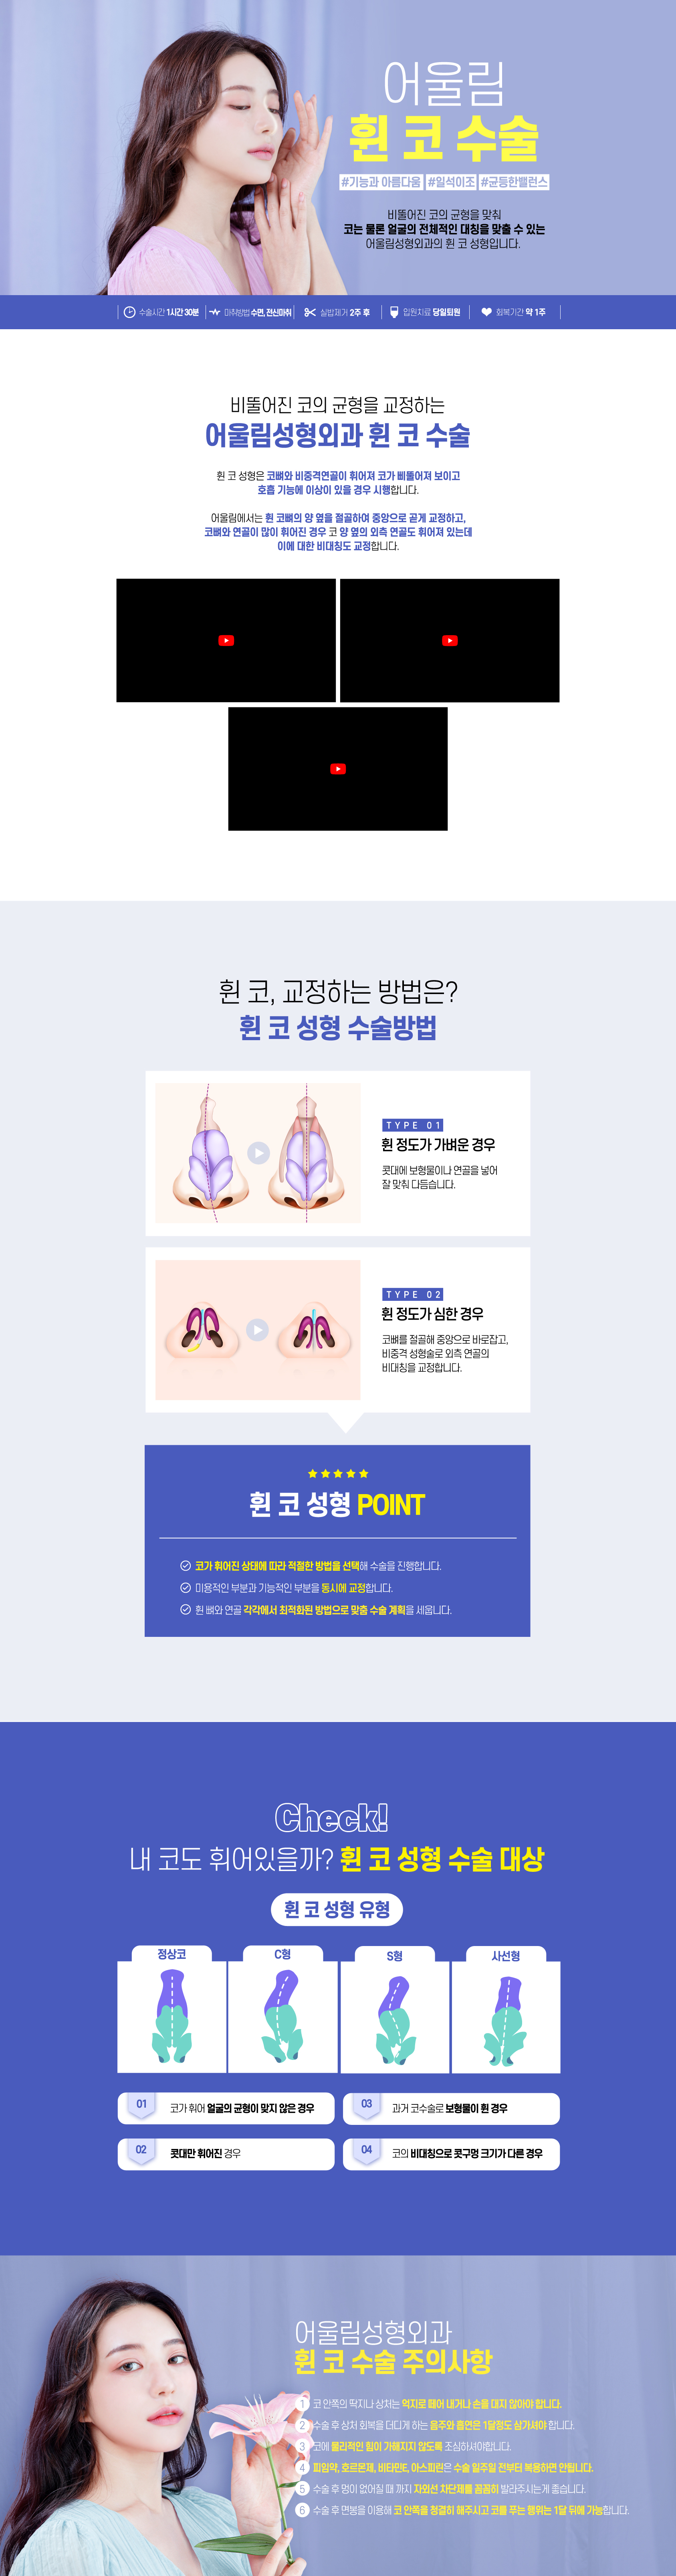 어울림
휜 코 수술
#기능과 아름다움 #일석이조 #균등한밸런스
비뚤어진 코의 균형을 맞춰
코는 물론 얼굴의 전체적인 대칭을 맞출 수 있는
어울림성형외과의 휜 코 성형입니다.
수술시간 1시간 30분 마취방법 수면, 전신마취 실밥제거 2주 후 입원치료 당일퇴원 회복기간 약 1주
비뚤어진 코의 균형을 교정하는
어울림성형외과 휜 코 수술
휜 코 성형은 코뼈와 비중격연골이 휘어져 코가 삐뚤어져 보이고
호흡 기능에 이상이 있을 경우 시행합니다.
어울림에서는 휜 코뼈의 양 옆을 절골하여 중앙으로 곧게 교정하고,
코뼈와 연골이 많이 휘어진 경우 코 양 옆의 외측 연골도 휘어져 있는데
이에 대한 비대칭도 교정합니다.
휜 코, 교정하는 방법은?
휜 코 성형 수술방법
TYPE 01
휜 정도가 가벼운 경우
콧대에 보형물이나 연골을 넣어
잘 맞춰 다듬습니다.
TYPE 02
휜 정도가 심한 경우
코뼈를 절골해 중앙으로 바로잡고,
비중격 성형술로 외측 연골의
비대칭을 교정합니다.
휜 코 성형 POINT
코가 휘어진 상태에 따라 적절한 방법을 선택해 수술을 진행합니다.
미용적인 부분과 기능적인 부분을 동시에 교정합니다.
휜 뼈와 연골 각각에서 최적화된 방법으로 맞춤 수술 계획을 세웁니다.
Check!
내 코도 휘어있을까? 휜 코 성형 수술 대상
휜 코 성형 유형
정상코 C형 S형 사선형
01 코가 휘어 얼굴의 균형이 맞지 않은 경우
03 과거 코수술로 보형물이 휜 경우
02 콧대만 휘어진 경우
04 코의 비대칭으로 콧구멍 크기가 다른 경우
어울림성형외과
휜 코 수술 주의사항
1 코 안쪽의 딱지나 상처는 억지로 떼어 내거나 손을 대지 않아야 합니다.
2 수술 후 상처 회복을 더디게 하는 음주와 흡연은 1달정도 삼가셔야 합니다.
3 코에 물리적인 힘이 가해지지 않도록 조심하셔야합니다.
4 피임약, 호르몬제, 비타민E, 아스피린은 수술 일주일 전부터 복용하면 안됩니다.
5 수술 후 멍이 없어질 때 까지 자외선 차단제를 꼼꼼히 발라주시는게 좋습니다.
6 수술 후 면봉을 이용해 코 안쪽을 청결히 해주시고 코를 푸는 행위는 1달 뒤에 가능합니다.